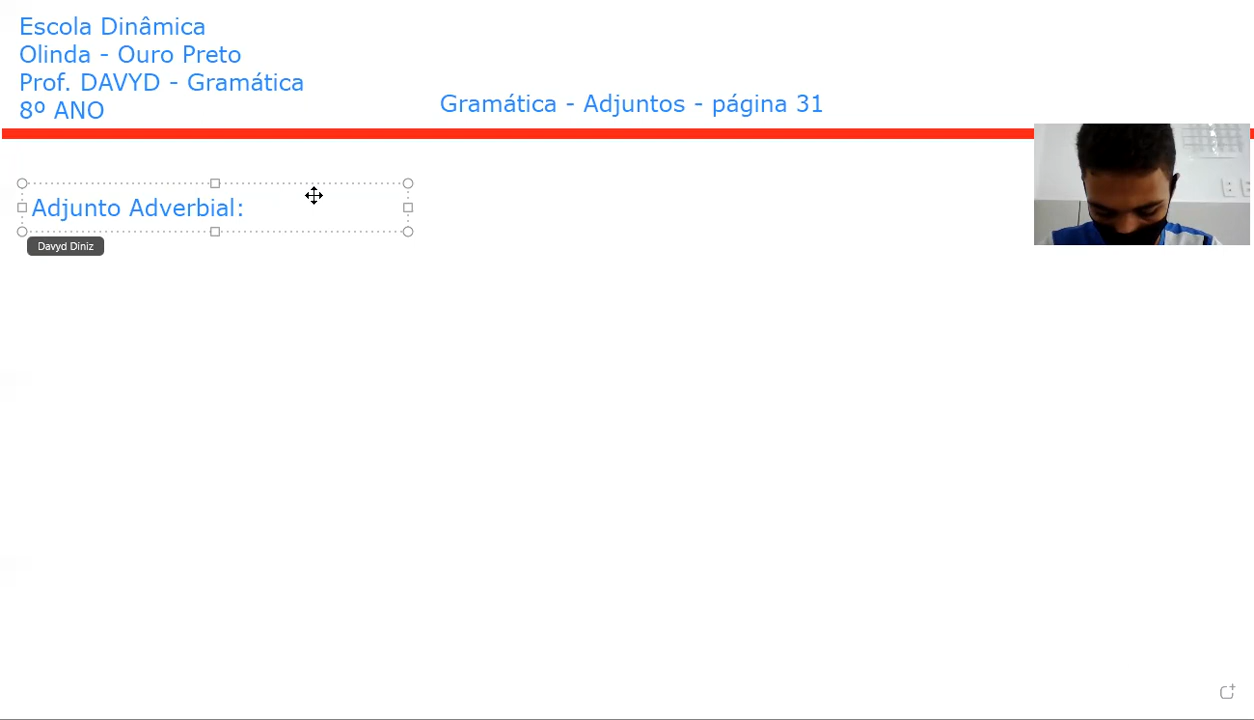 Escola Dinâmica
Olinda - Ouro Preto
Prof. DAVYD - Gramática
8º ANO
Gramática - Adjuntos - página 31
Adjunto Adverbial:
Davyd Diniz